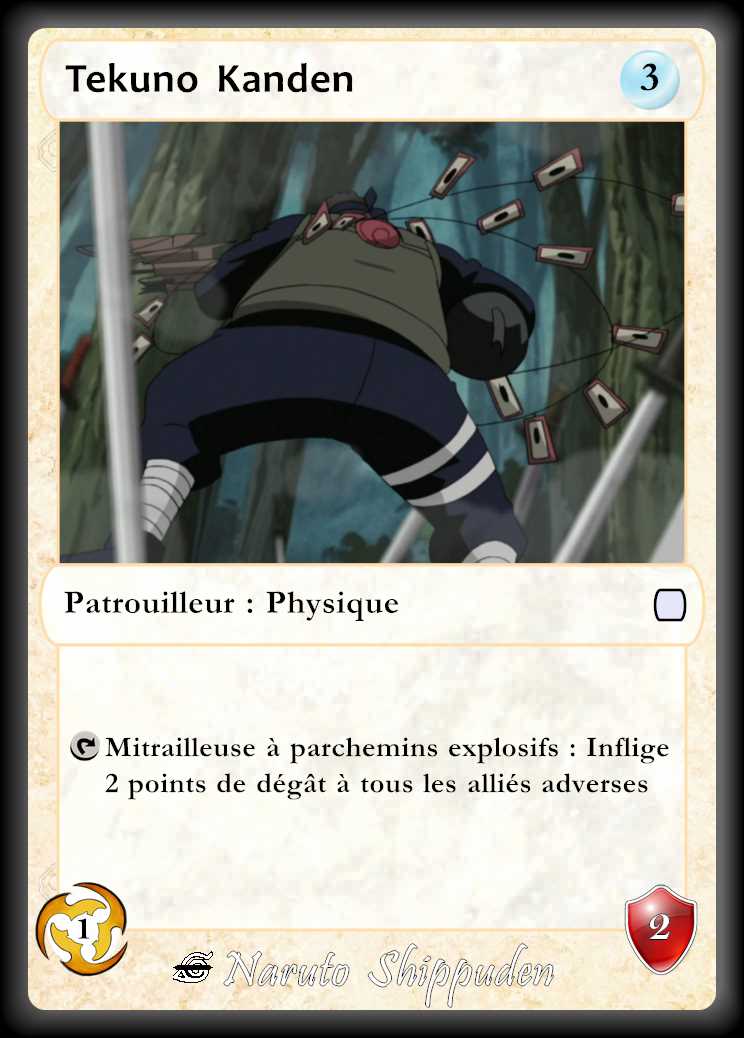 Tekuno Kanden
3
Patrouilleur : Physique
Mitrailleuse à parchemins explosifs : Inflige
2 points de dégât à tous les alliés adverses
1
2
Naruto Shippuden